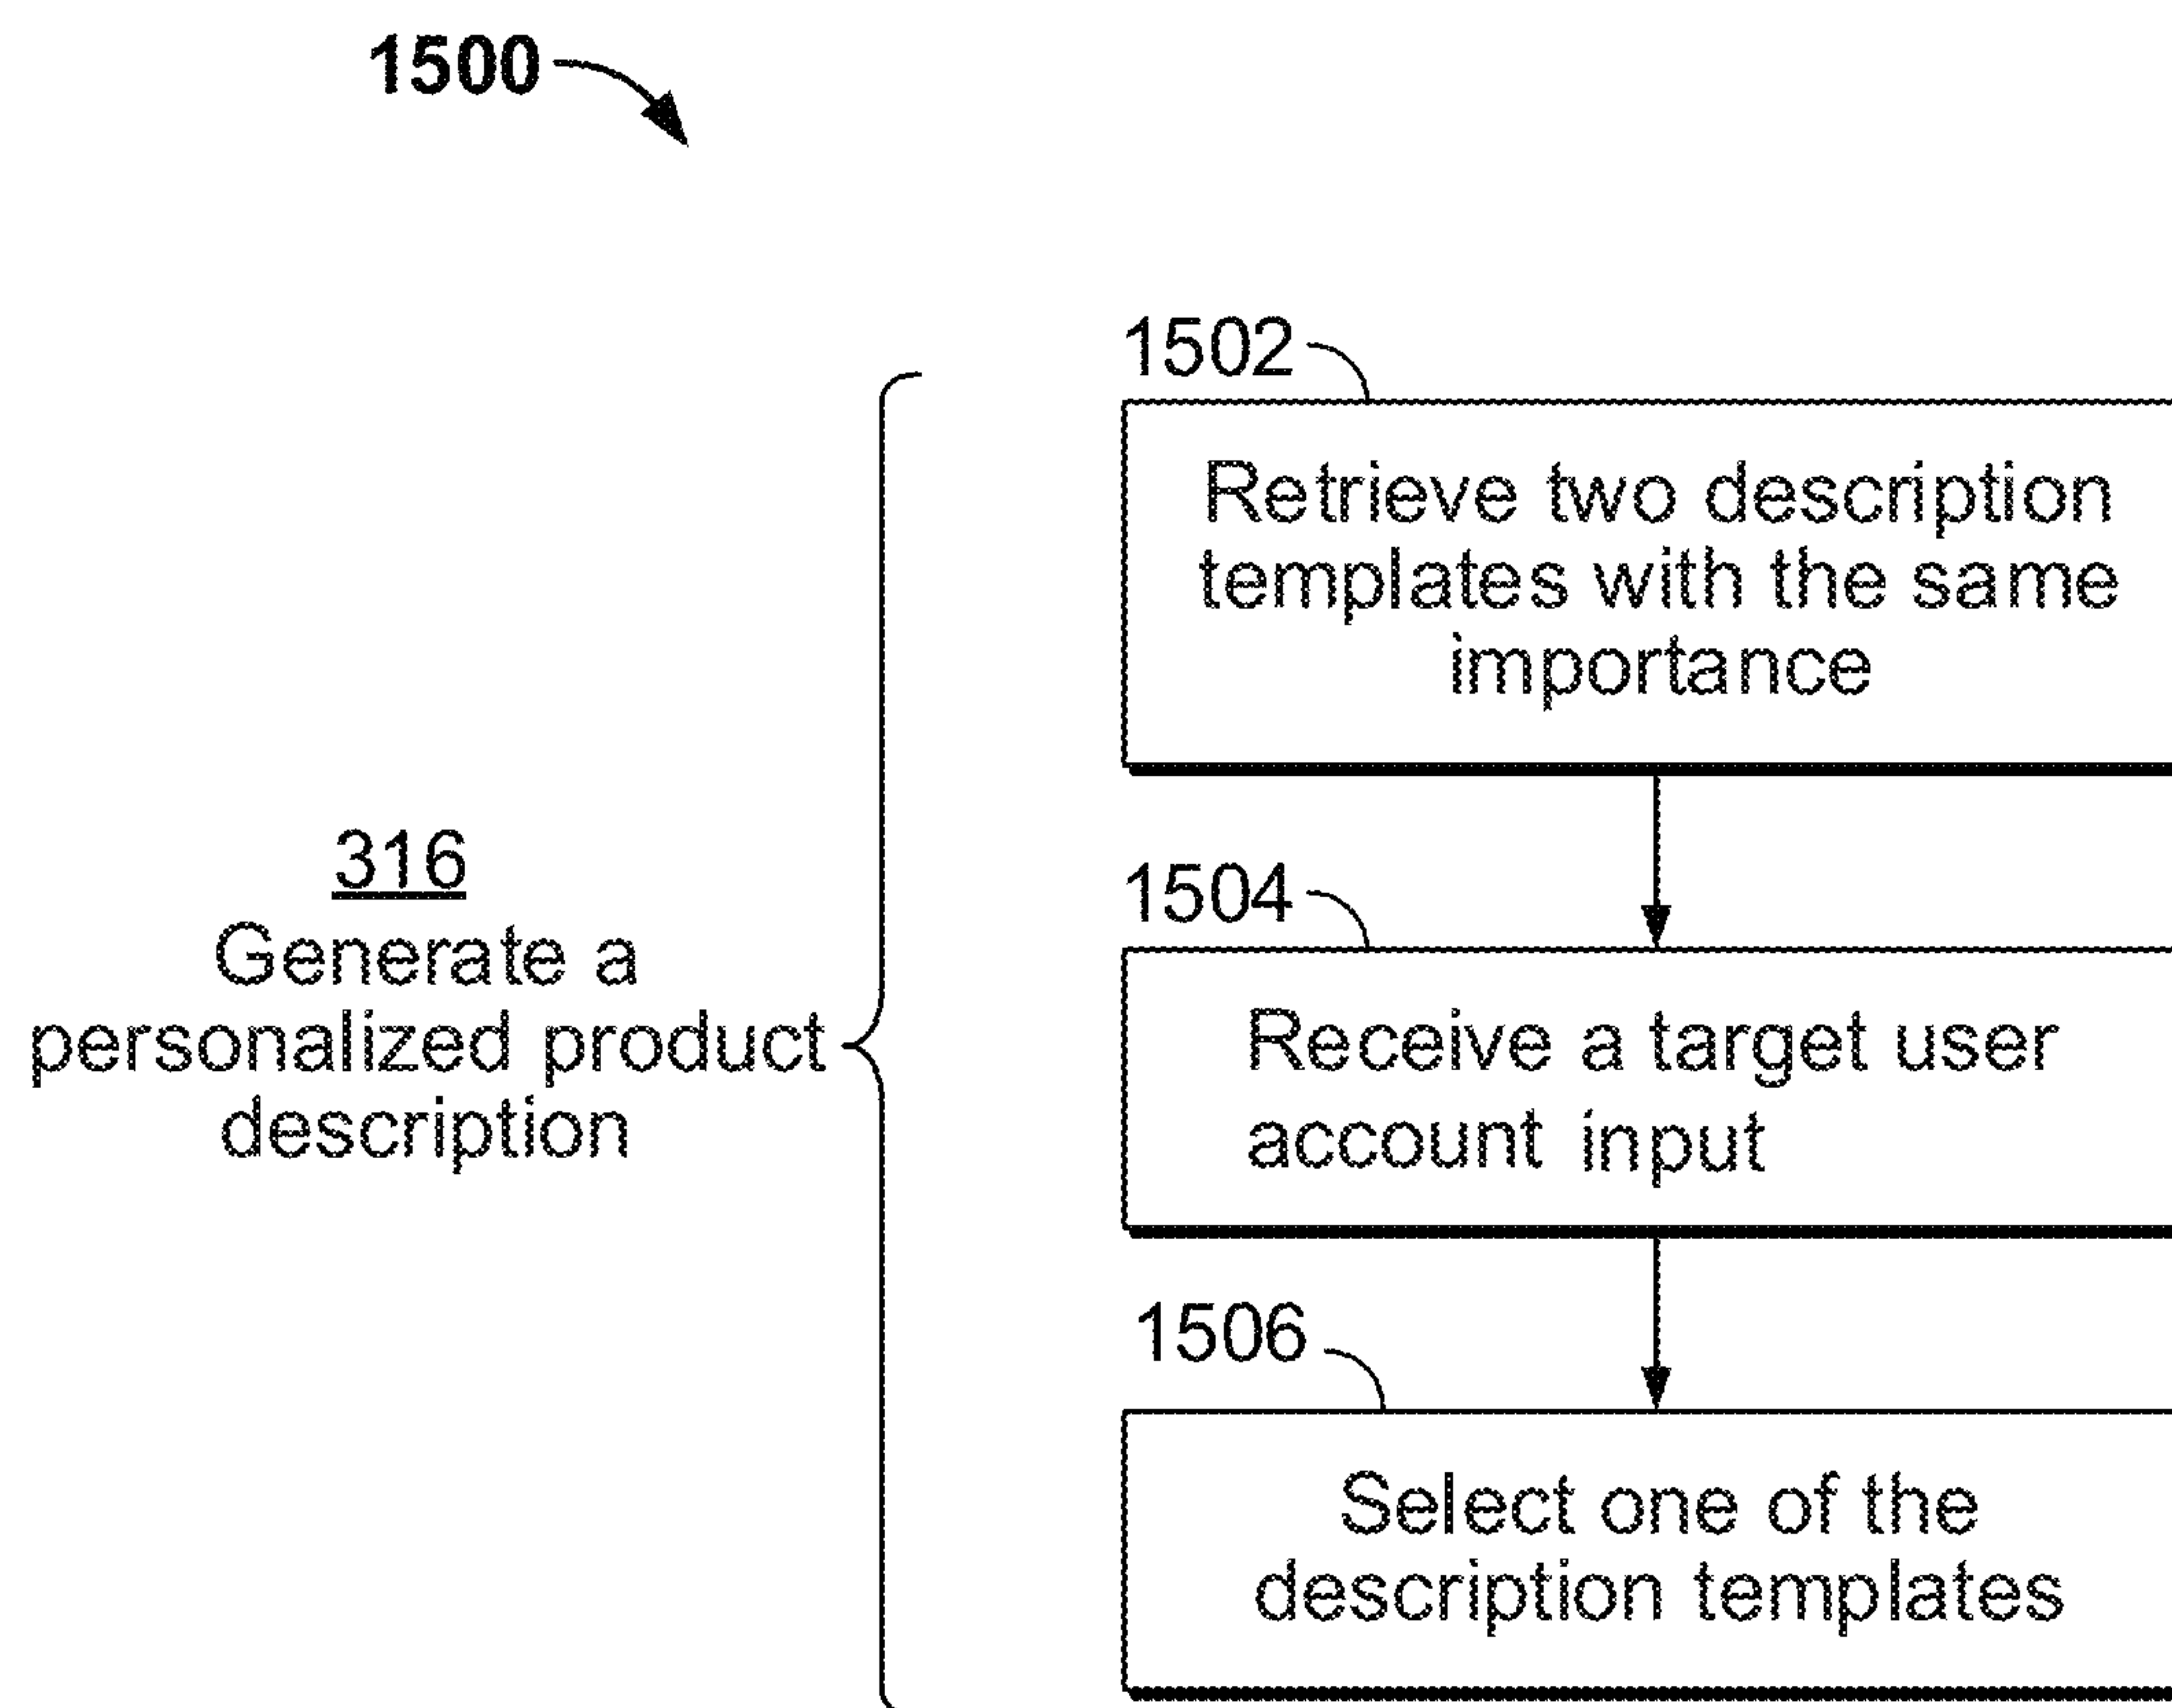 1500
1502
Retrieve two description
templates with the same
importance
316
Generate a
personalized product
description
1504
Receive a target user
account input
1506
Select one of the
description templates